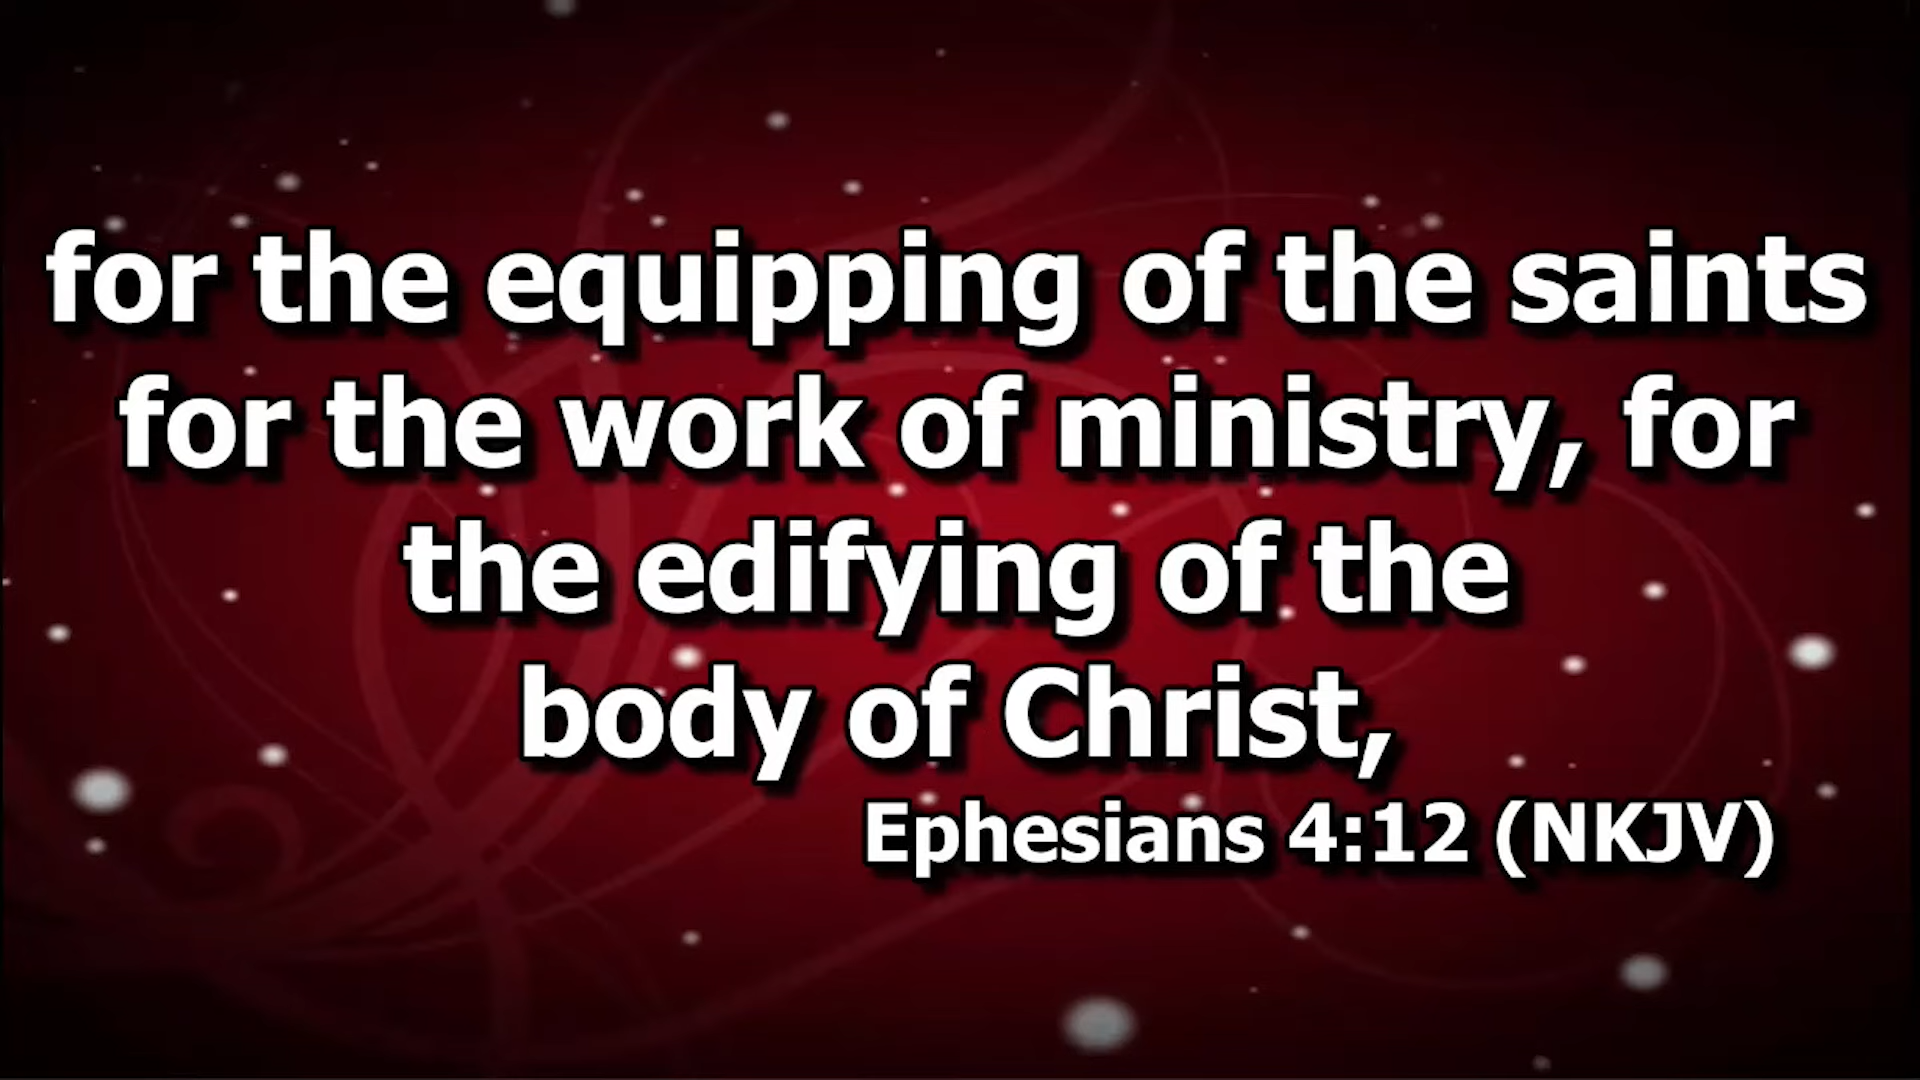 for the equipping of the saints
for the work of ministry, for
the edifying of the
body of Christ,
Ephesians 4:12 (NKJV)